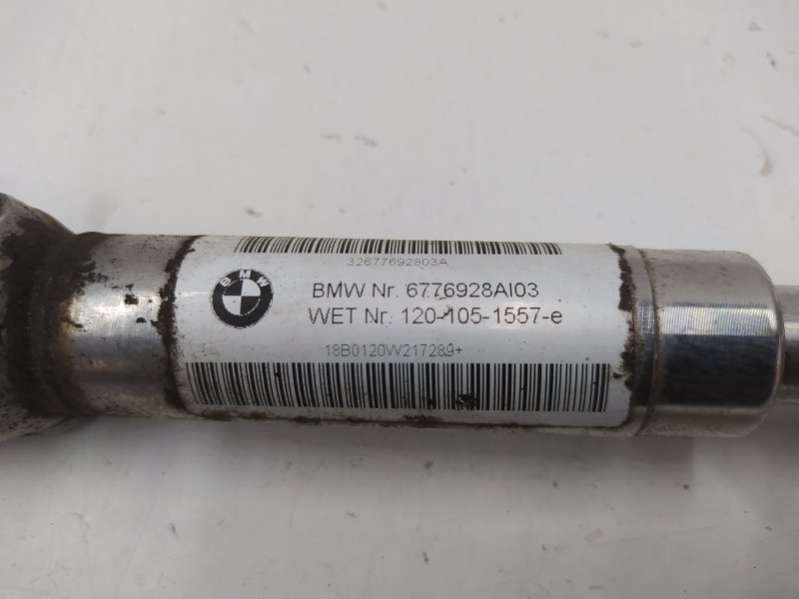 32677692803A
BMW
BMW Nr. 6776928AI03
WET Nr. 120-105-1557-e
18B0120W217289+